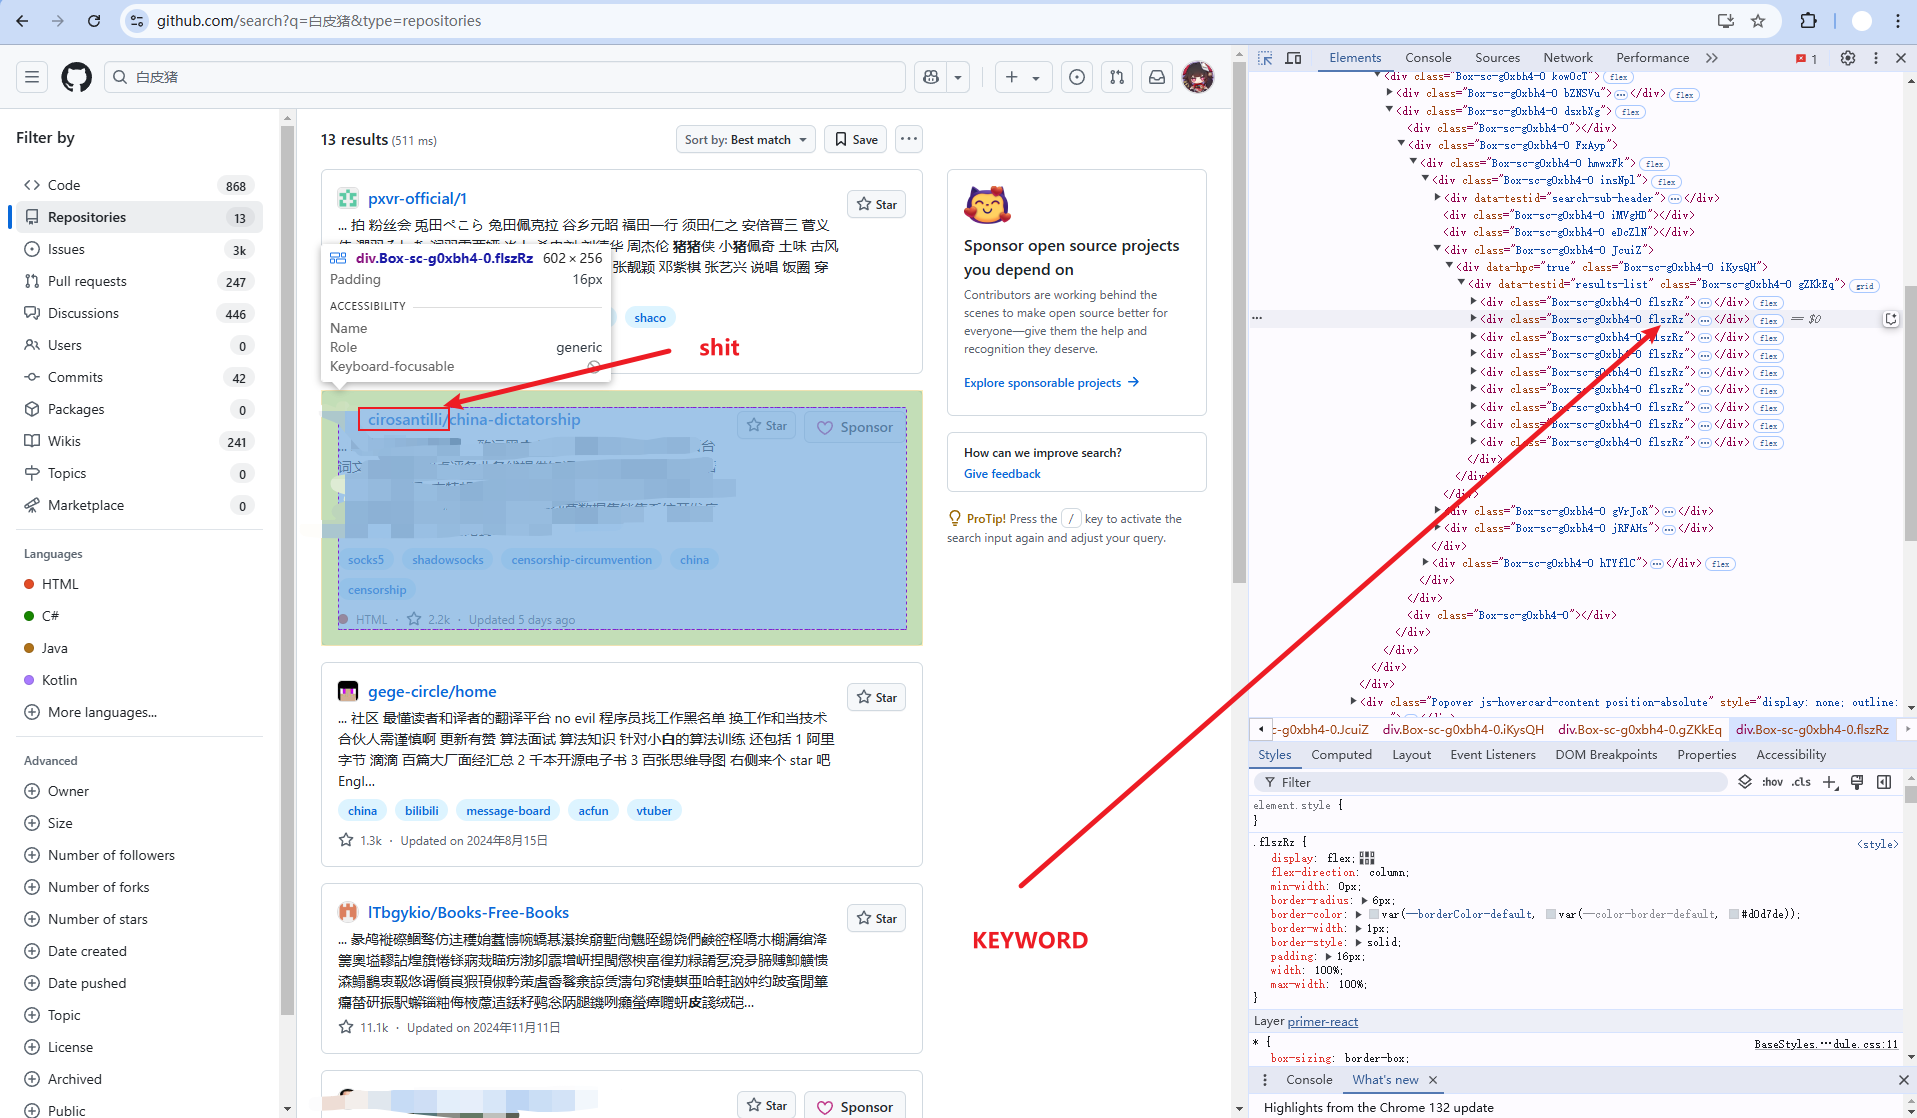 github.com/search?q=白皮猪&type=repositories
白皮猪
Filter by
Code 868
Repositories 13
Issues 3k
Pull requests 247
Discussions 446
Users 0
Commits 42
Packages 0
Wikis 241
Topics 0
Marketplace 0
Languages
HTML
C#
Java
Kotlin
More languages...
Advanced
Owner
Size
Number of followers
Number of forks
Number of stars
Date created
Date pushed
Topic
License
Archived
Public
13 results (511 ms)
Sort by: Best match
Save
pxvr-official/1
Star
... 拍 粉丝会 兎田ぺこら 兔田佩克拉 谷乡元昭 福田一行 须田仁之 安倍晋三 菅义
华 周杰伦 猪猪侠 小猪佩奇 土味 古风
张靓颖 邓紫棋 张艺兴 说唱 饭圈 穿
shaco
div.Box-sc-g0xbh4-0.flszRz 602 × 256
Padding 16px
ACCESSIBILITY
Name
Role generic
Keyboard-focusable
shit
cirosantilli/china-dictatorship
Star
Sponsor
socks5 shadowsocks censorship-circumvention china
censorship
HTML · 2.2k · Updated 5 days ago
gege-circle/home
Star
... 社区 最懂读者和译者的翻译平台 no evil 程序员找工作黑名单 换工作和当技术
合伙人需谨慎啊 更新有赞 算法面试 算法知识 针对小白的算法训练 还包括 1 阿里
字节 滴滴 百篇大厂面经汇总 2 千本开源电子书 3 百张思维导图 右侧来个 star 吧
Engl...
china bilibili message-board acfun vtuber
1.3k · Updated on 2024年8月15日
lTbgykio/Books-Free-Books
Star
11.1k · Updated on 2024年11月11日
Star
Sponsor
Sponsor open source projects
you depend on
Contributors are working behind the
scenes to make open source better for
everyone—give them the help and
recognition they deserve.
Explore sponsorable projects →
How can we improve search?
Give feedback
ProTip! Press the / key to activate the
search input again and adjust your query.
KEYWORD
Elements Console Sources Network Performance 1
<div class="Box-sc-g0xbh4-0 kowOcT"> flex
<div class="Box-sc-g0xbh4-0 bZNSVu"> … </div> flex
<div class="Box-sc-g0xbh4-0 dsxbXg"> flex
<div class="Box-sc-g0xbh4-0"></div>
<div class="Box-sc-g0xbh4-0 FxAyp">
<div class="Box-sc-g0xbh4-0 hmwxFk"> flex
<div class="Box-sc-g0xbh4-0 insNpl"> flex
<div data-testid="search-sub-header"> … </div>
<div class="Box-sc-g0xbh4-0 iMVgHD"></div>
<div class="Box-sc-g0xbh4-0 eDcZlN"></div>
<div class="Box-sc-g0xbh4-0 JcuiZ">
<div data-hpc="true" class="Box-sc-g0xbh4-0 iKysQH">
<div data-testid="results-list" class="Box-sc-g0xbh4-0 gZKkEq"> grid
<div class="Box-sc-g0xbh4-0 flszRz"> … </div> flex
<div class="Box-sc-g0xbh4-0 flszRz"> … </div> flex == $0
<div class="Box-sc-g0xbh4-0 flszRz"> … </div> flex
<div class="Box-sc-g0xbh4-0 flszRz"> … </div> flex
<div class="Box-sc-g0xbh4-0 flszRz"> … </div> flex
<div class="Box-sc-g0xbh4-0 flszRz"> … </div> flex
<div class="Box-sc-g0xbh4-0 flszRz"> … </div> flex
<div class="Box-sc-g0xbh4-0 flszRz"> … </div> flex
<div class="Box-sc-g0xbh4-0 flszRz"> … </div> flex
</div>
</div>
</div>
<div class="Box-sc-g0xbh4-0 gVrJoR"> … </div>
<div class="Box-sc-g0xbh4-0 jRFAHs"> … </div>
</div>
<div class="Box-sc-g0xbh4-0 hTYflC"> … </div> flex
</div>
</div>
<div class="Box-sc-g0xbh4-0"></div>
</div>
</div>
</div>
</div>
<div class="Popover js-hovercard-content position-absolute" style="display: none; outline:
c-g0xbh4-0.JcuiZ div.Box-sc-g0xbh4-0.iKysQH div.Box-sc-g0xbh4-0.gZKkEq div.Box-sc-g0xbh4-0.flszRz
Styles Computed Layout Event Listeners DOM Breakpoints Properties Accessibility
Filter :hov .cls
element.style {
}
.flszRz { <style>
display: flex;
flex-direction: column;
min-width: 0px;
border-radius: 6px;
border-color: var(--borderColor-default, var(--color-border-default, #d0d7de));
border-width: 1px;
border-style: solid;
padding: 16px;
width: 100%;
max-width: 100%;
}
Layer primer-react
* { BaseStyles.…dule.css:11
box-sizing: border-box;
Console What's new
Highlights from the Chrome 132 update